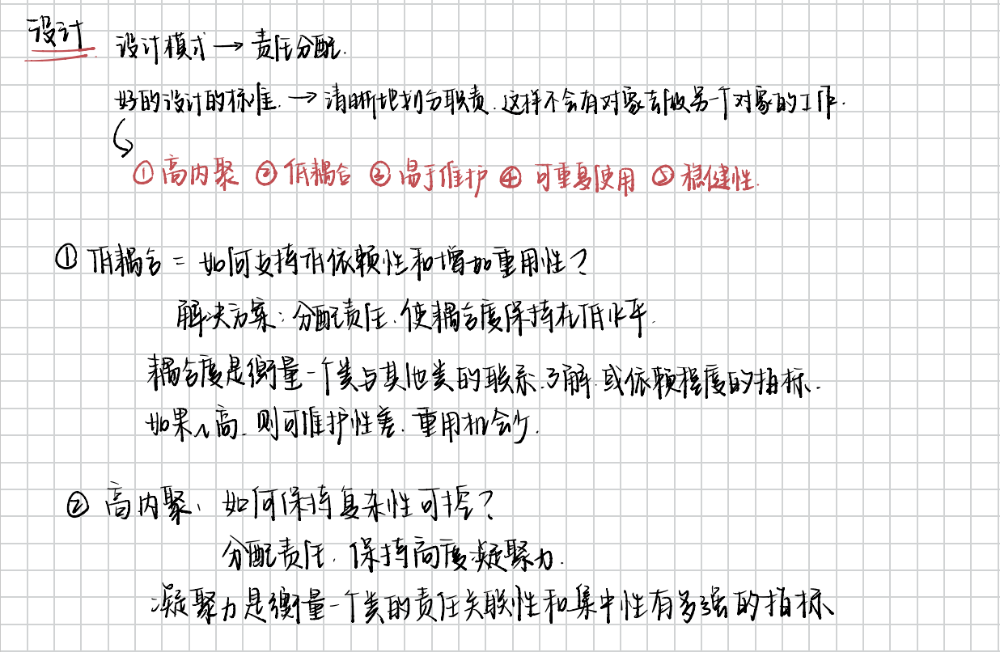 设计
设计模式 → 责任分配.
好的设计的标准. → 清晰地划分职责. 这样不会有对象去做另一个对象的工作.
① 高内聚 ② 低耦合 ③ 易于维护 ④ 可重复使用 ⑤ 稳健性.
① 低耦合 = 如何支持低依赖性和增加重用性?
解决方案: 分配责任. 使耦合度保持在低水平.
耦合度是衡量一个类与其他类的联系. 了解. 或依赖程度的指标.
如果~高. 则可维护性差. 重用机会少.
② 高内聚、如何保持复杂性可控?
分配责任. 保持高度凝聚力.
凝聚力是衡量一个类的责任关联性和集中性有多强的指标、